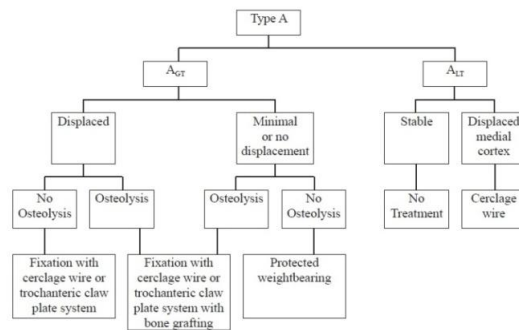 Type A
A_GT
A_LT
Displaced
Minimal
or no
displacement
Stable
Displaced
medial
cortex
No
Osteolysis
Osteolysis
Osteolysis
No
Osteolysis
No
Treatment
Cerclage
wire
Fixation with
cerclage wire or
trochanteric claw
plate system
Fixation with
cerclage wire or
trochanteric claw
plate system with
bone grafting
Protected
weightbearing